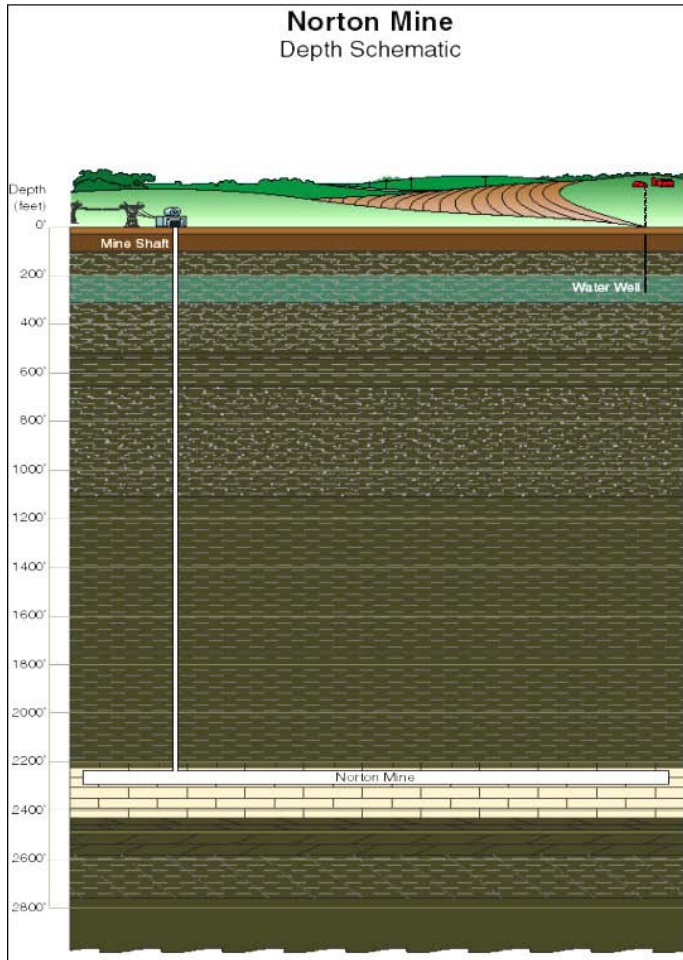 Norton Mine
Depth Schematic
Depth
(feet)
0'
Mine Shaft
200'
Water Well
400'
600'
800'
1000'
1200'
1400'
1600'
1800'
2000'
2200'
Norton Mine
2400'
2600'
2800'